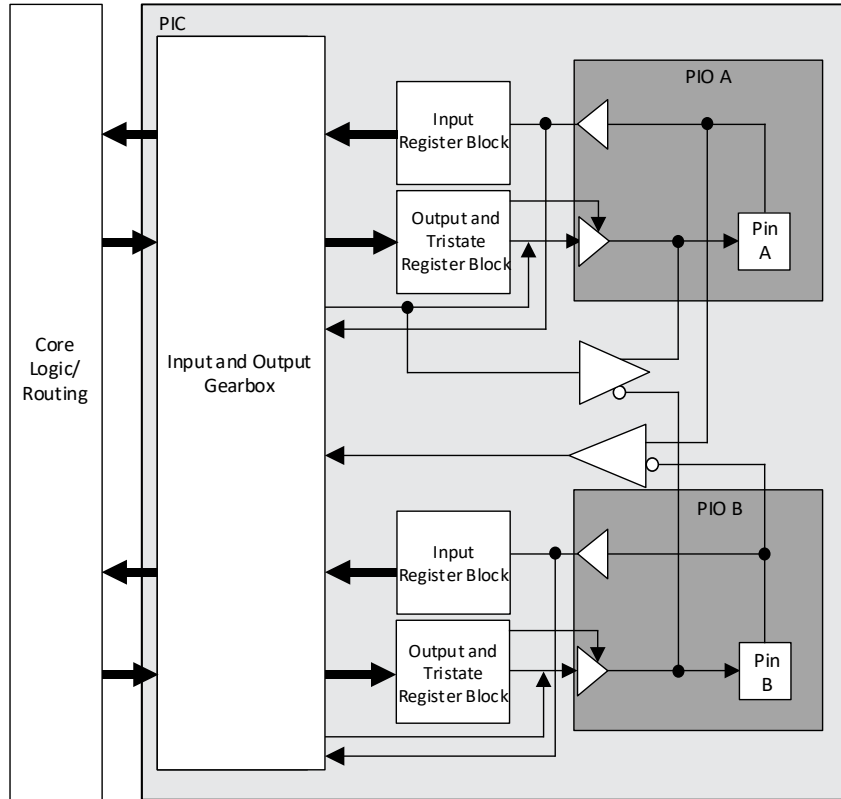 PIC
PIO A
Input
Register Block
Output and
Tristate
Register Block
Pin
A
Core
Logic/
Routing
Input and Output
Gearbox
PIO B
Input
Register Block
Output and
Tristate
Register Block
Pin
B